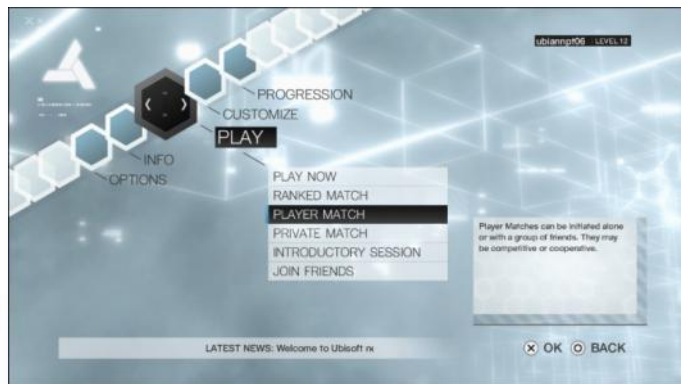 ubiannpf06 LEVEL 12
PROGRESSION
CUSTOMIZE
PLAY
INFO
OPTIONS
PLAY NOW
RANKED MATCH
PLAYER MATCH
PRIVATE MATCH
INTRODUCTORY SESSION
JOIN FRIENDS
Player Matches can be initiated alone
or with a group of friends. They may
be competitive or cooperative.
LATEST NEWS: Welcome to Ubisoft
OK BACK